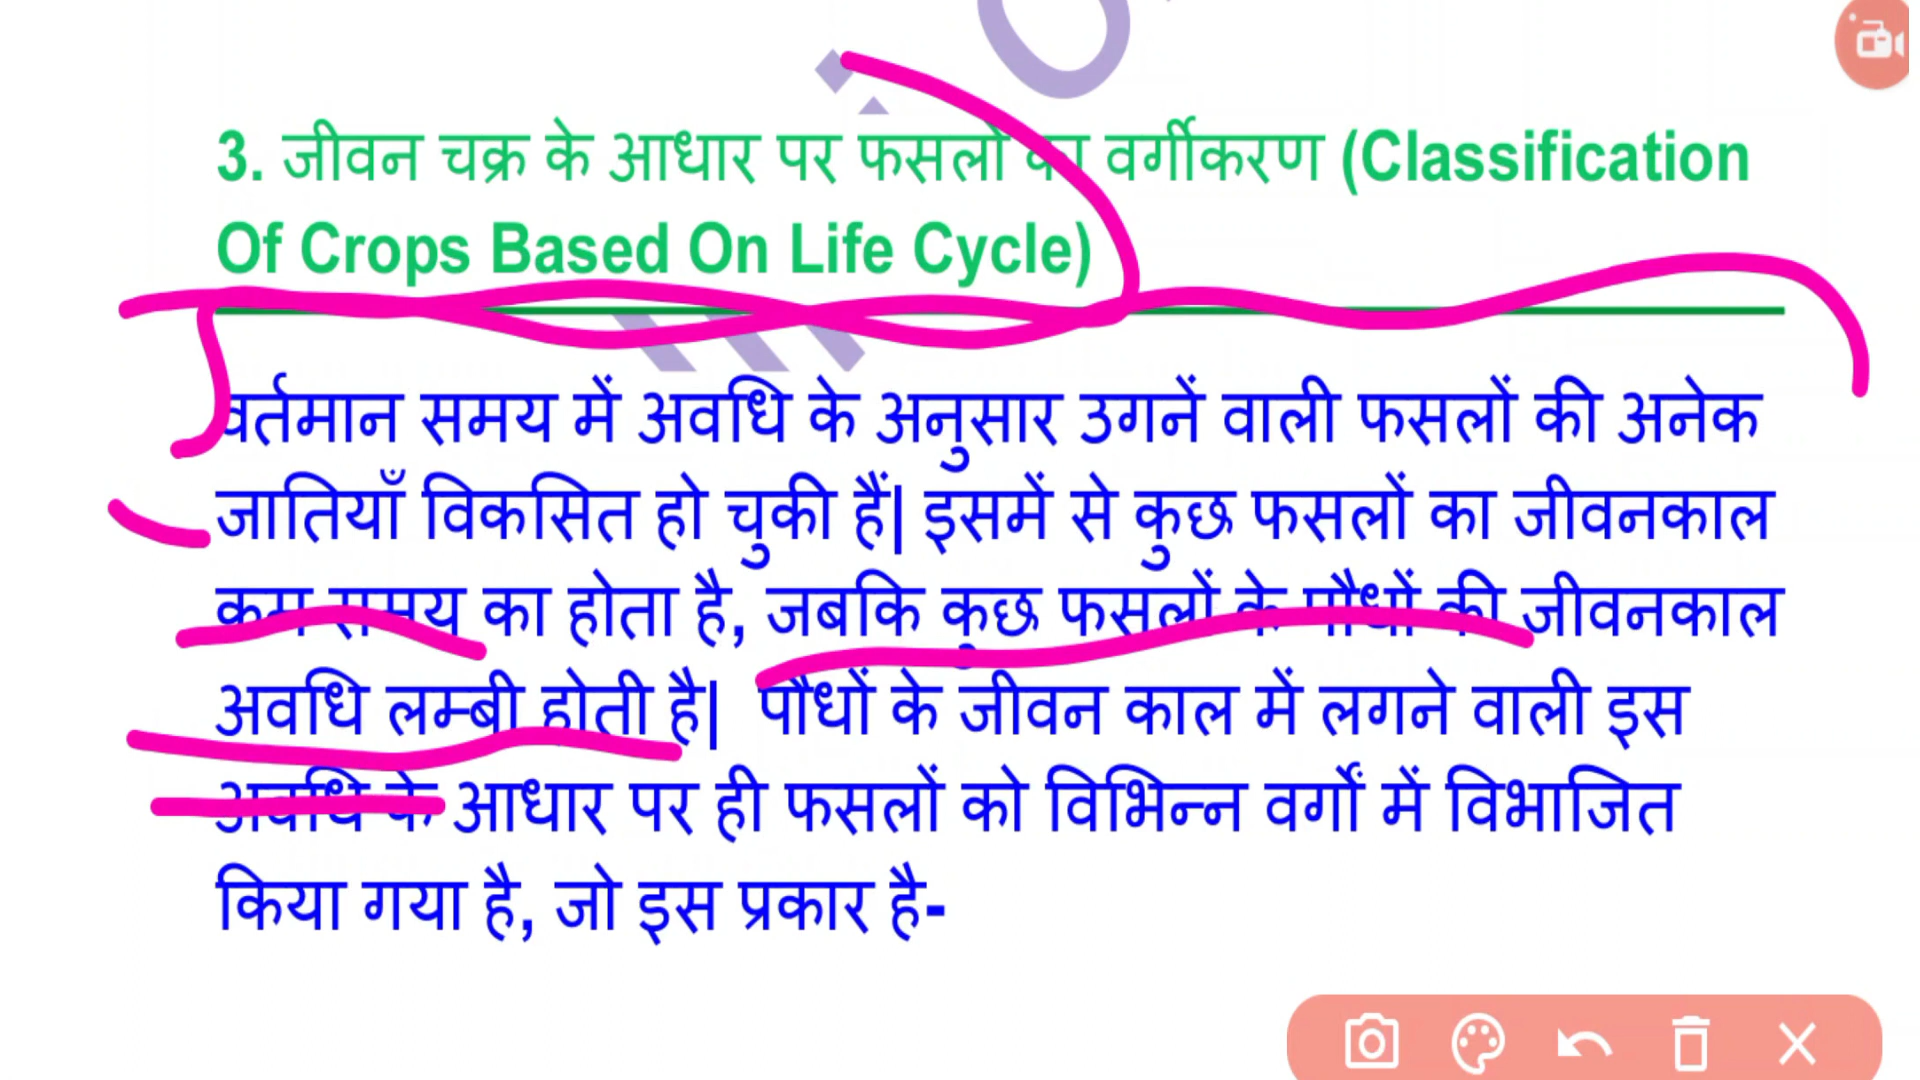 3. जीवन चक्र के आधार पर फसलों का वर्गीकरण (Classification
Of Crops Based On Life Cycle)
वर्तमान समय में अवधि के अनुसार उगनें वाली फसलों की अनेक
जातियाँ विकसित हो चुकी हैं| इसमें से कुछ फसलों का जीवनकाल
कम समय का होता है, जबकि कुछ फसलों के पौधों की जीवनकाल
अवधि लम्बी होती है| पौधों के जीवन काल में लगने वाली इस
अवधि के आधार पर ही फसलों को विभिन्न वर्गों में विभाजित
किया गया है, जो इस प्रकार है-